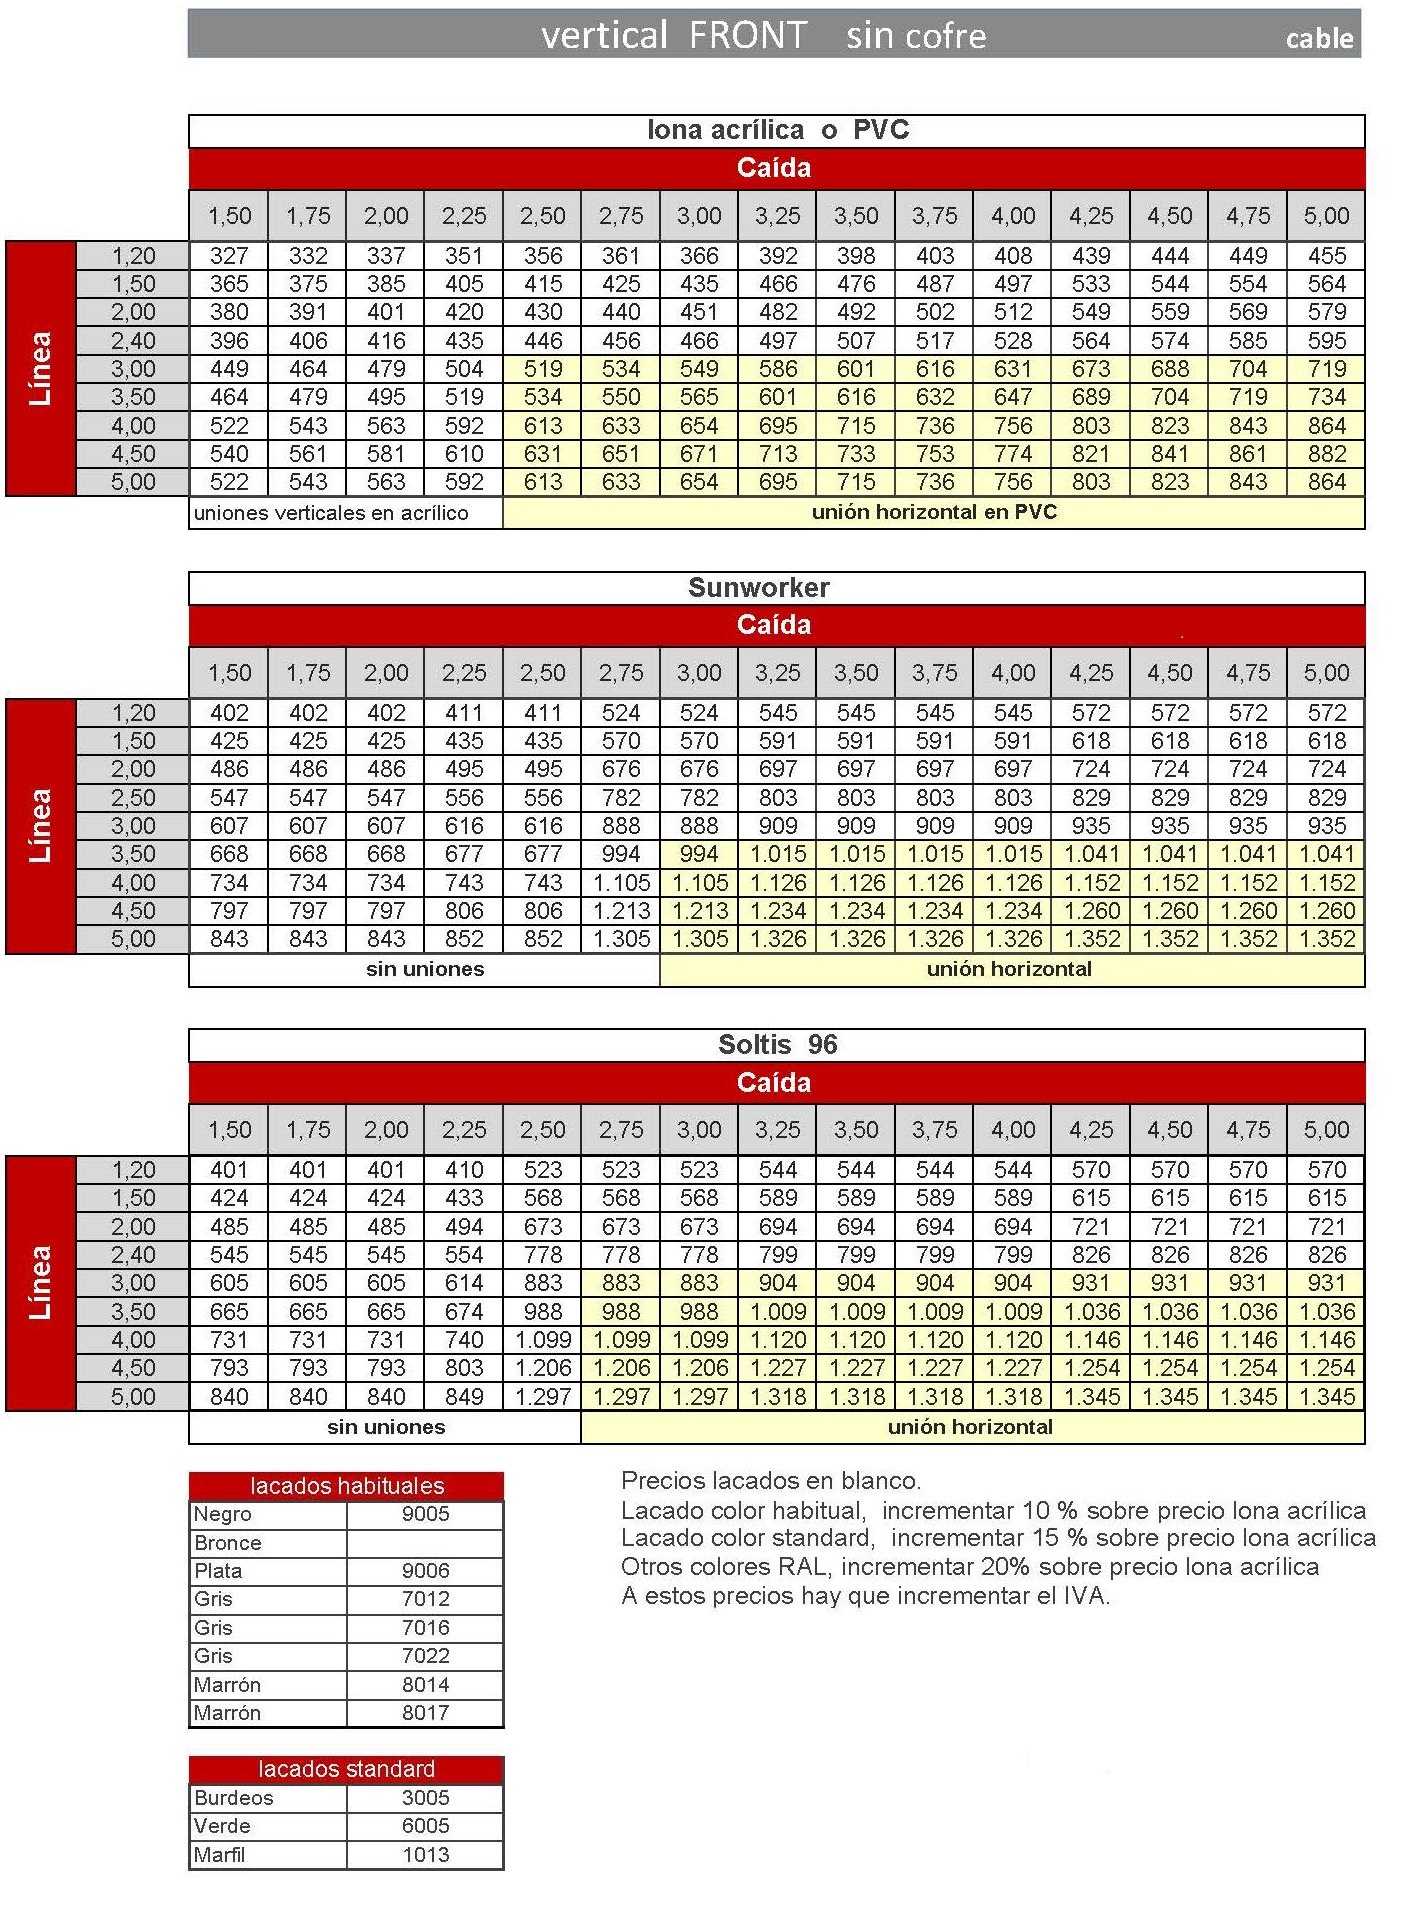 vertical FRONT sin cofre cable
lona acrílica o PVC
Caída
1,50 1,75 2,00 2,25 2,50 2,75 3,00 3,25 3,50 3,75 4,00 4,25 4,50 4,75 5,00
Línea
1,20 327 332 337 351 356 361 366 392 398 403 408 439 444 449 455
1,50 365 375 385 405 415 425 435 466 476 487 497 533 544 554 564
2,00 380 391 401 420 430 440 451 482 492 502 512 549 559 569 579
2,40 396 406 416 435 446 456 466 497 507 517 528 564 574 585 595
3,00 449 464 479 504 519 534 549 586 601 616 631 673 688 704 719
3,50 464 479 495 519 534 550 565 601 616 632 647 689 704 719 734
4,00 522 543 563 592 613 633 654 695 715 736 756 803 823 843 864
4,50 540 561 581 610 631 651 671 713 733 753 774 821 841 861 882
5,00 522 543 563 592 613 633 654 695 715 736 756 803 823 843 864
uniones verticales en acrílico unión horizontal en PVC
Sunworker
Caída
1,50 1,75 2,00 2,25 2,50 2,75 3,00 3,25 3,50 3,75 4,00 4,25 4,50 4,75 5,00
Línea
1,20 402 402 402 411 411 524 524 545 545 545 545 572 572 572 572
1,50 425 425 425 435 435 570 570 591 591 591 591 618 618 618 618
2,00 486 486 486 495 495 676 676 697 697 697 697 724 724 724 724
2,50 547 547 547 556 556 782 782 803 803 803 803 829 829 829 829
3,00 607 607 607 616 616 888 888 909 909 909 909 935 935 935 935
3,50 668 668 668 677 677 994 994 1.015 1.015 1.015 1.015 1.041 1.041 1.041 1.041
4,00 734 734 734 743 743 1.105 1.105 1.126 1.126 1.126 1.126 1.152 1.152 1.152 1.152
4,50 797 797 797 806 806 1.213 1.213 1.234 1.234 1.234 1.234 1.260 1.260 1.260 1.260
5,00 843 843 843 852 852 1.305 1.305 1.326 1.326 1.326 1.326 1.352 1.352 1.352 1.352
sin uniones unión horizontal
Soltis 96
Caída
1,50 1,75 2,00 2,25 2,50 2,75 3,00 3,25 3,50 3,75 4,00 4,25 4,50 4,75 5,00
Línea
1,20 401 401 401 410 523 523 523 544 544 544 544 570 570 570 570
1,50 424 424 424 433 568 568 568 589 589 589 589 615 615 615 615
2,00 485 485 485 494 673 673 673 694 694 694 694 721 721 721 721
2,40 545 545 545 554 778 778 778 799 799 799 799 826 826 826 826
3,00 605 605 605 614 883 883 883 904 904 904 904 931 931 931 931
3,50 665 665 665 674 988 988 988 1.009 1.009 1.009 1.009 1.036 1.036 1.036 1.036
4,00 731 731 731 740 1.099 1.099 1.099 1.120 1.120 1.120 1.120 1.146 1.146 1.146 1.146
4,50 793 793 793 803 1.206 1.206 1.206 1.227 1.227 1.227 1.227 1.254 1.254 1.254 1.254
5,00 840 840 840 849 1.297 1.297 1.297 1.318 1.318 1.318 1.318 1.345 1.345 1.345 1.345
sin uniones unión horizontal
lacados habituales
Negro 9005
Bronce
Plata 9006
Gris 7012
Gris 7016
Gris 7022
Marrón 8014
Marrón 8017
lacados standard
Burdeos 3005
Verde 6005
Marfil 1013
Precios lacados en blanco.
Lacado color habitual, incrementar 10 % sobre precio lona acrílica
Lacado color standard, incrementar 15 % sobre precio lona acrílica
Otros colores RAL, incrementar 20% sobre precio lona acrílica
A estos precios hay que incrementar el IVA.